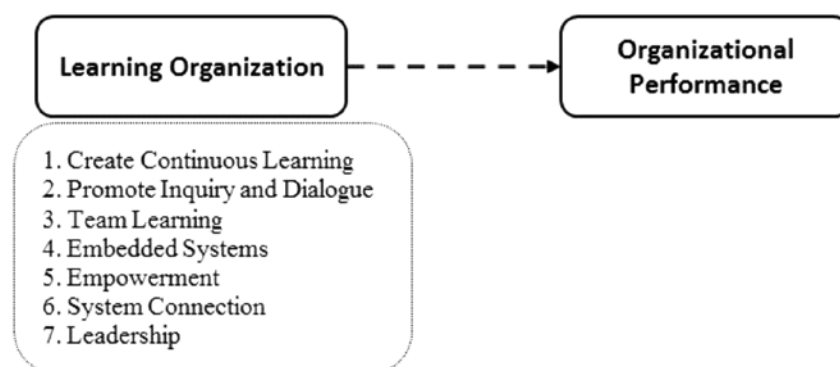 Learning Organization
Organizational
Performance
1. Create Continuous Learning
2. Promote Inquiry and Dialogue
3. Team Learning
4. Embedded Systems
5. Empowerment
6. System Connection
7. Leadership